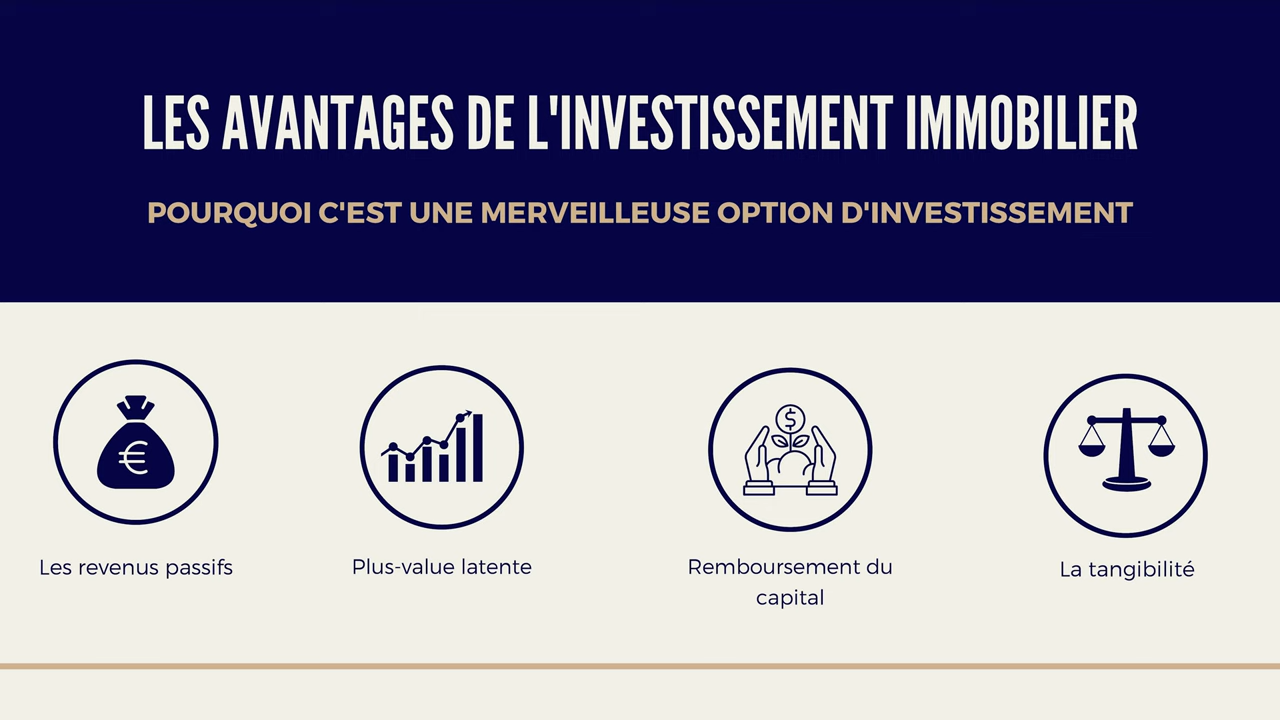 LES AVANTAGES DE L'INVESTISSEMENT IMMOBILIER
POURQUOI C'EST UNE MERVEILLEUSE OPTION D'INVESTISSEMENT
€
$
Les revenus passifs
Plus-value latente
Remboursement du
capital
La tangibilité